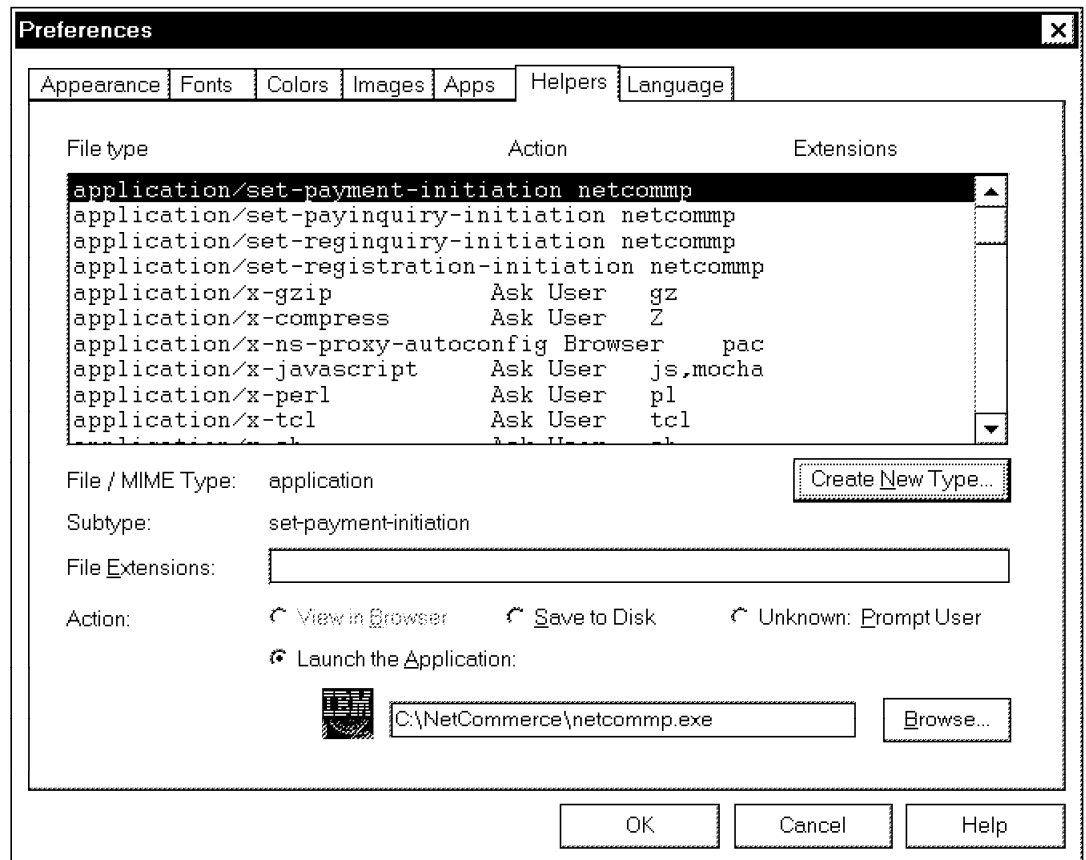 Preferences
Appearance Fonts Colors Images Apps Helpers Language
File type Action Extensions
application/set-payment-initiation netcommp
application/set-payinquiry-initiation netcommp
application/set-reginquiry-initiation netcommp
application/set-registration-initiation netcommp
application/x-gzip Ask User gz
application/x-compress Ask User Z
application/x-ns-proxy-autoconfig Browser pac
application/x-javascript Ask User js,mocha
application/x-perl Ask User pl
application/x-tcl Ask User tcl
File / MIME Type: application Create New Type...
Subtype: set-payment-initiation
File Extensions:
Action: View in Browser Save to Disk Unknown: Prompt User
Launch the Application:
IBM C:\NetCommerce\netcommp.exe Browse...
OK Cancel Help